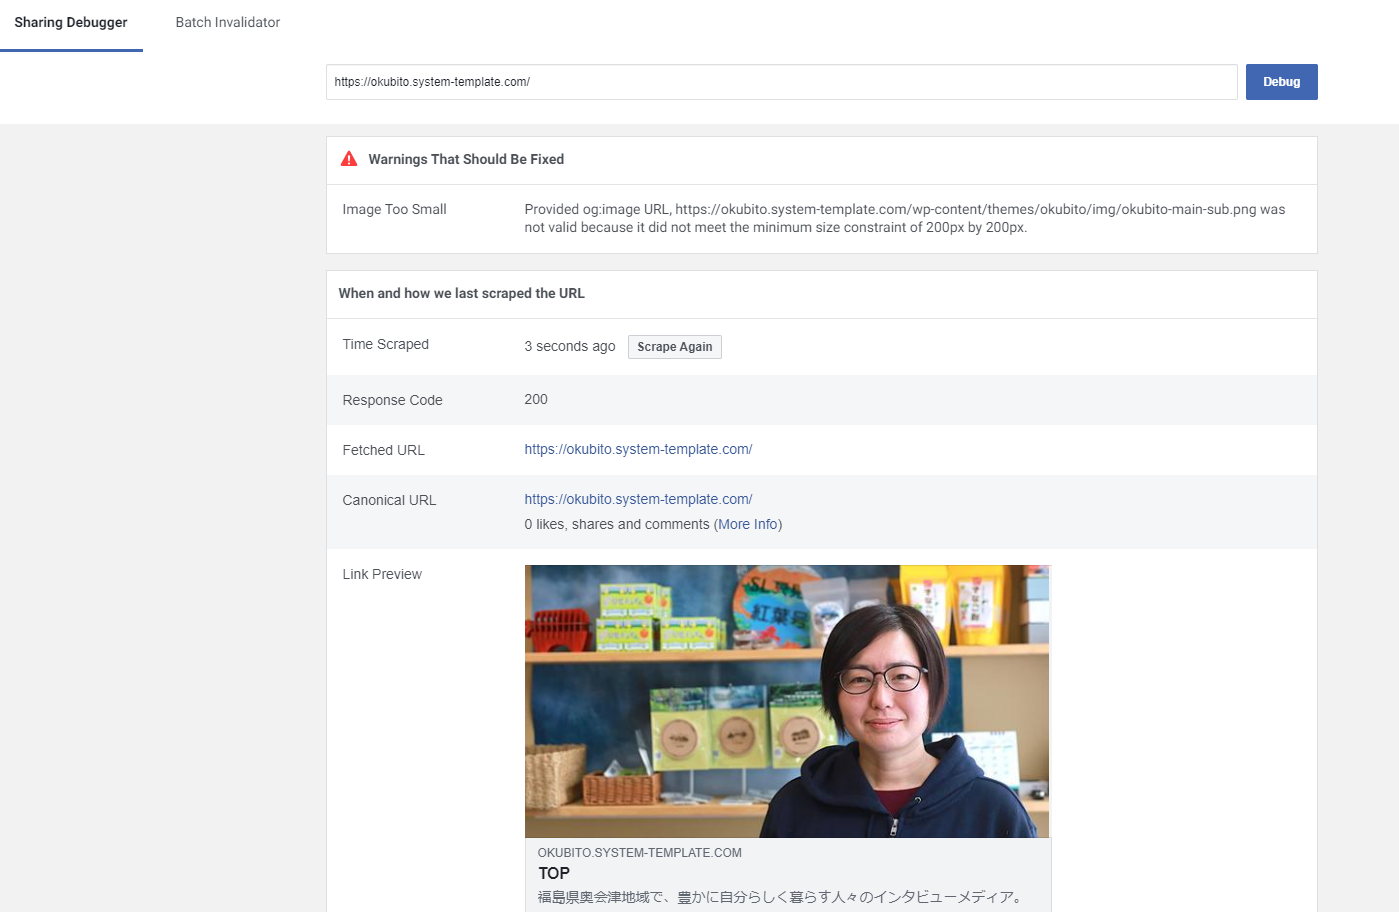 Sharing Debugger
Batch Invalidator
https://okubito.system-template.com/
Debug
Warnings That Should Be Fixed
Image Too Small
Provided og:image URL, https://okubito.system-template.com/wp-content/themes/okubito/img/okubito-main-sub.png was
not valid because it did not meet the minimum size constraint of 200px by 200px.
When and how we last scraped the URL
Time Scraped
3 seconds ago
Scrape Again
Response Code
200
Fetched URL
https://okubito.system-template.com/
Canonical URL
https://okubito.system-template.com/
0 likes, shares and comments (More Info)
Link Preview
紅葉
OKUBITO.SYSTEM-TEMPLATE.COM
TOP
福島県奥会津地域で、豊かに自分らしく暮らす人々のインタビューメディア。